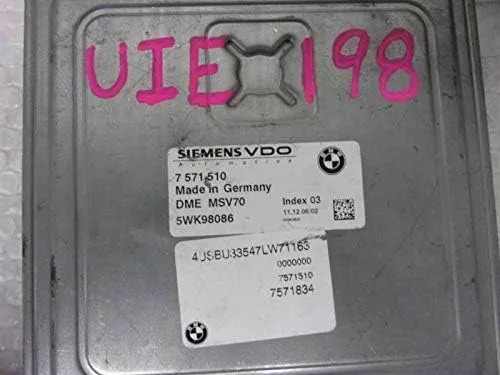 UIE 198
SIEMENS VDO
Automotive
7 571 510
Made in Germany
DME MSV70 Index 03
5WK98086 11.12.06/02
4USBU33547LW71163
0000000
7571510
7571834